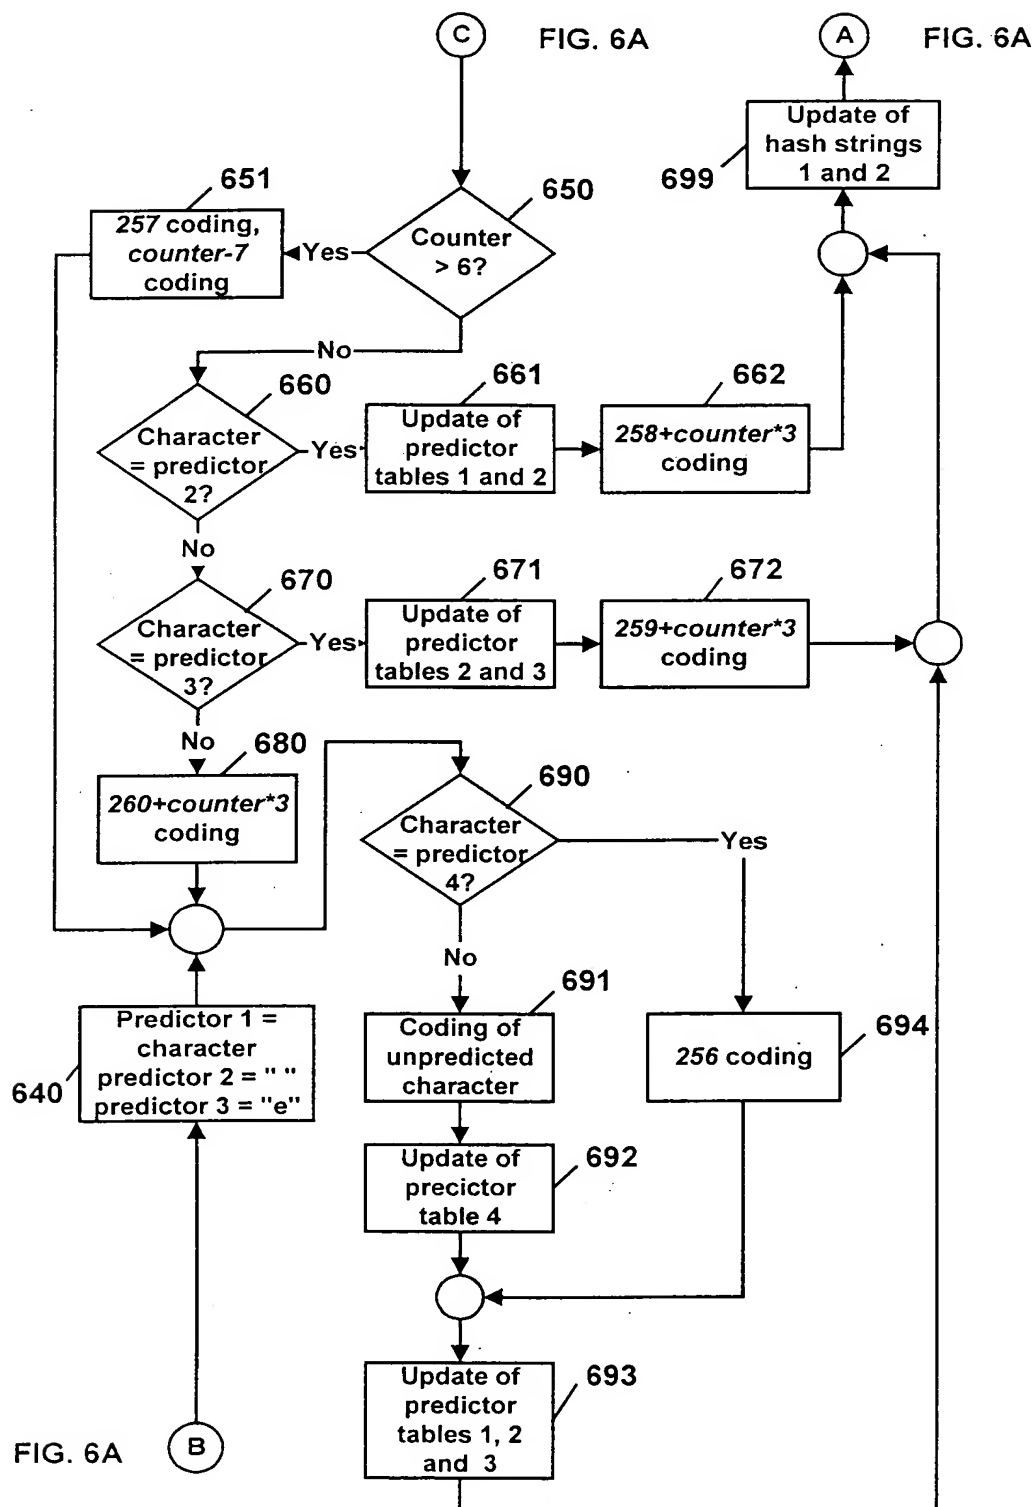 C
FIG. 6A
A
FIG. 6A
Update of
hash strings
1 and 2
699
651
257 coding,
counter-7
coding
Yes
650
Counter
> 6?
No
660
Character
= predictor
2?
Yes
661
Update of
predictor
tables 1 and 2
662
258+counter*3
coding
No
670
Character
= predictor
3?
Yes
671
Update of
predictor
tables 2 and 3
672
259+counter*3
coding
No
680
260+counter*3
coding
690
Character
= predictor
4?
Yes
No
691
Coding of
unpredicted
character
256 coding
694
Predictor 1 =
character
predictor 2 = " "
predictor 3 = "e"
640
Update of
precictor
table 4
692
Update of
predictor
tables 1, 2
and 3
693
FIG. 6A
B